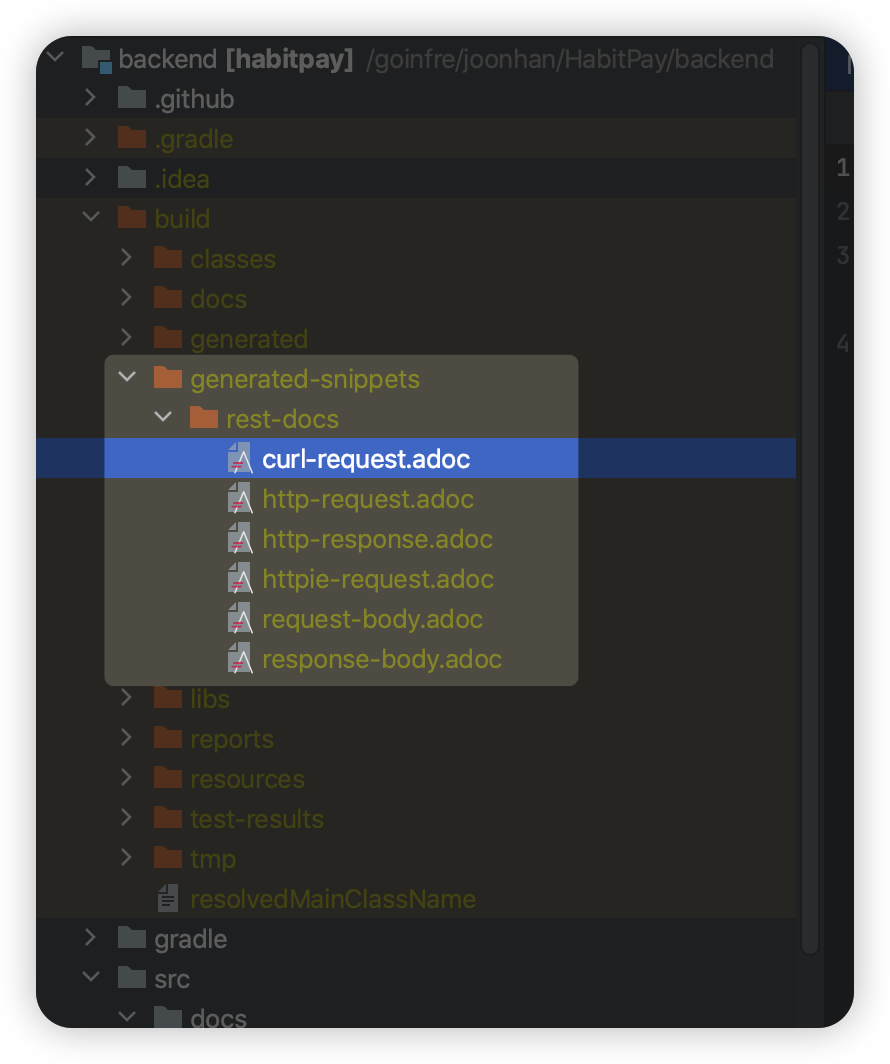 backend [habitpay] /goinfre/joonhan/HabitPay/backend
.github
.gradle
.idea
build
classes
docs
generated
generated-snippets
rest-docs
curl-request.adoc
http-request.adoc
http-response.adoc
httpie-request.adoc
request-body.adoc
response-body.adoc
libs
reports
resources
test-results
tmp
resolvedMainClassName
gradle
src
docs
1
2
3
4